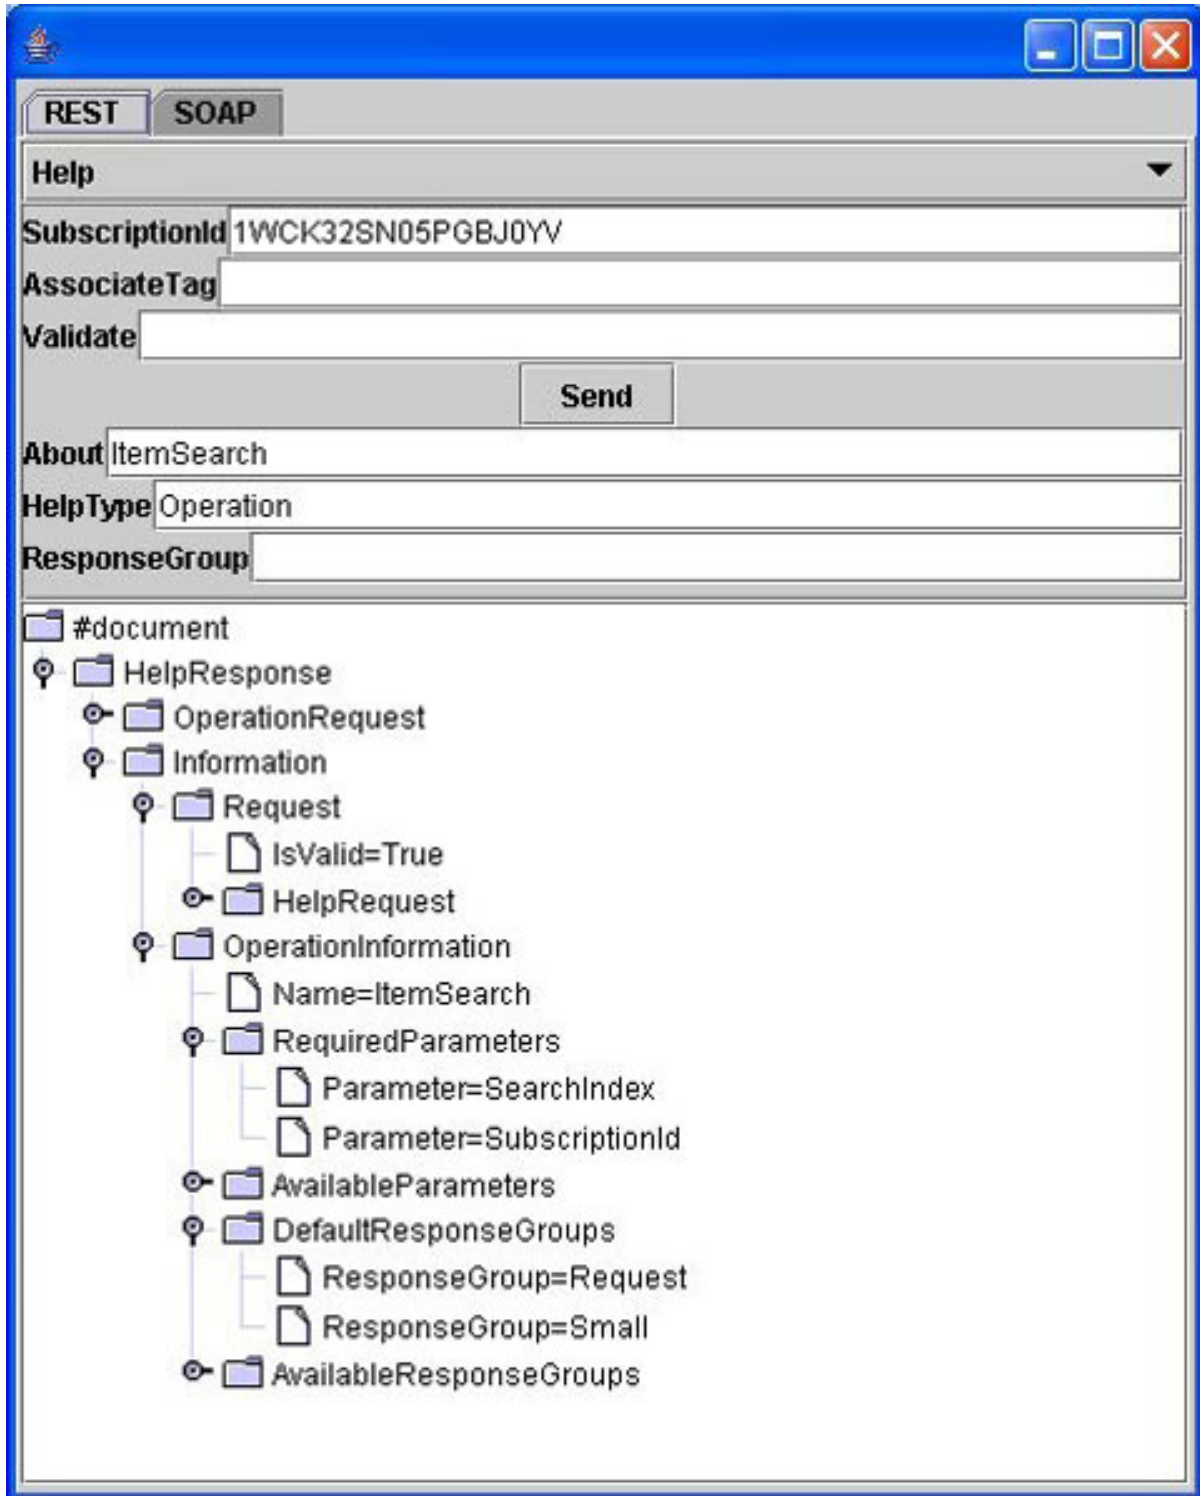 REST SOAP
Help
SubscriptionId 1WCK32SN05PGBJ0YV
AssociateTag
Validate
Send
About ItemSearch
HelpType Operation
ResponseGroup
#document
HelpResponse
OperationRequest
Information
Request
IsValid=True
HelpRequest
OperationInformation
Name=ItemSearch
RequiredParameters
Parameter=SearchIndex
Parameter=SubscriptionId
AvailableParameters
DefaultResponseGroups
ResponseGroup=Request
ResponseGroup=Small
AvailableResponseGroups